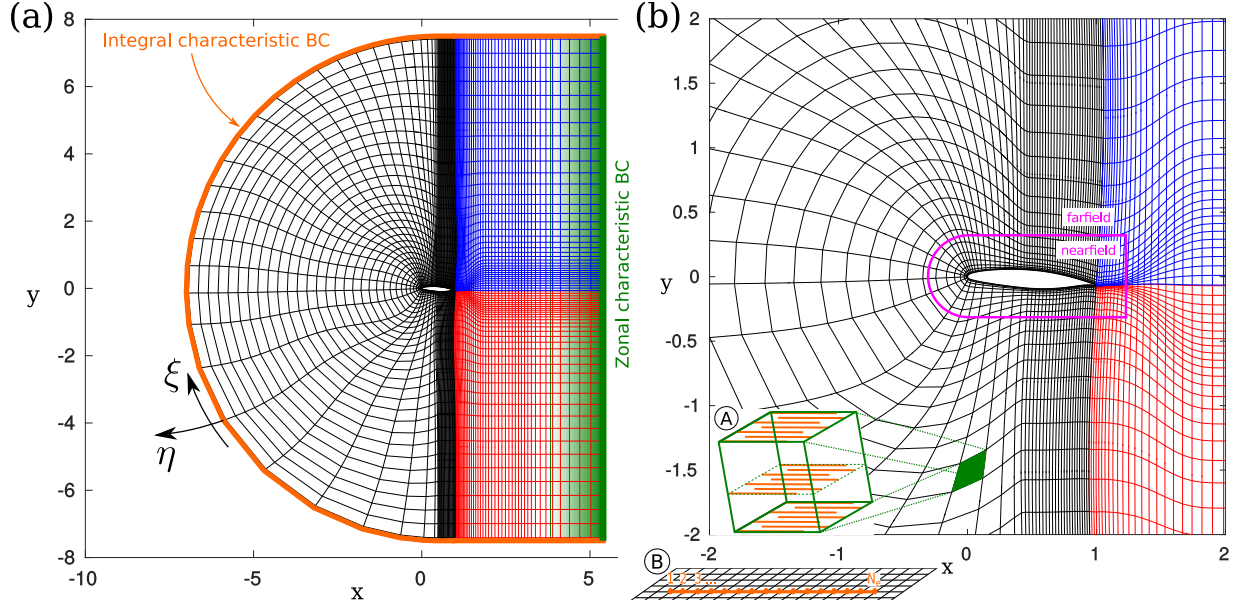 (a)
Integral characteristic BC
8
6
4
2
0
-2
-4
-6
-8
y
-10
-5
0
5
x
ξ
η
Zonal characteristic BC
(b)
2
1.5
1
0.5
0
-0.5
-1
-1.5
-2
y
-2
-1
0
1
2
x
farfield
nearfield
A
B
1 2 3 ...